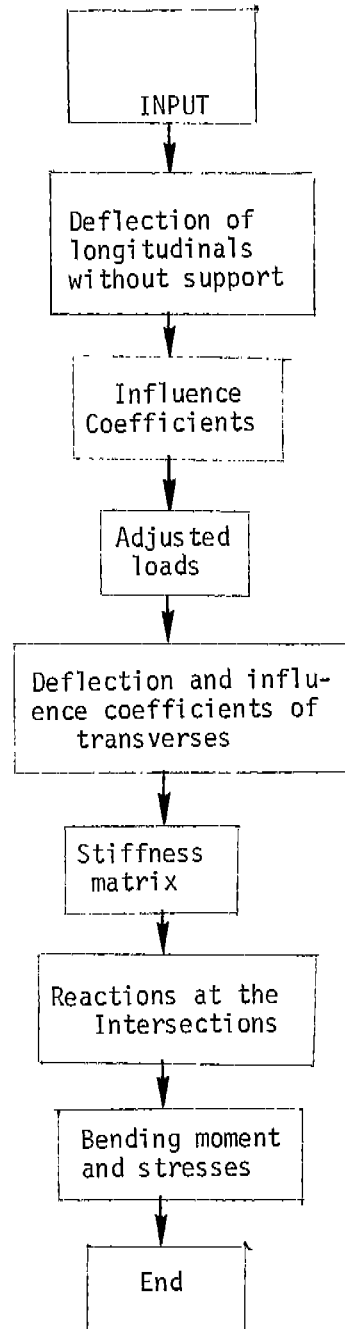 INPUT
Deflection of
longitudinals
without support
Influence
Coefficients
Adjusted
loads
Deflection and influ-
ence coefficients of
transverses
Stiffness
matrix
Reactions at the
Intersections
Bending moment
and stresses
End